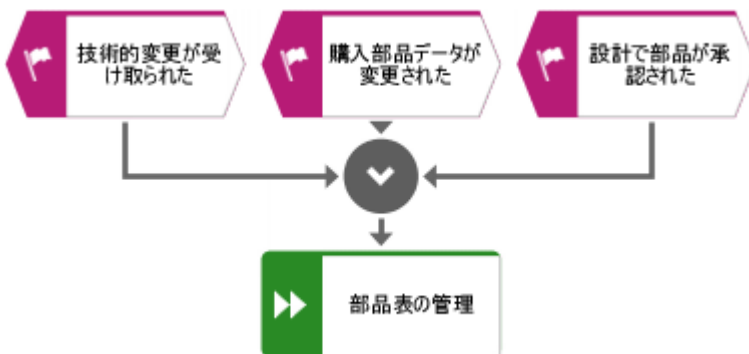 技術的変更が受
け取られた
購入部品データが
変更された
設計で部品が承
認された
部品表の管理